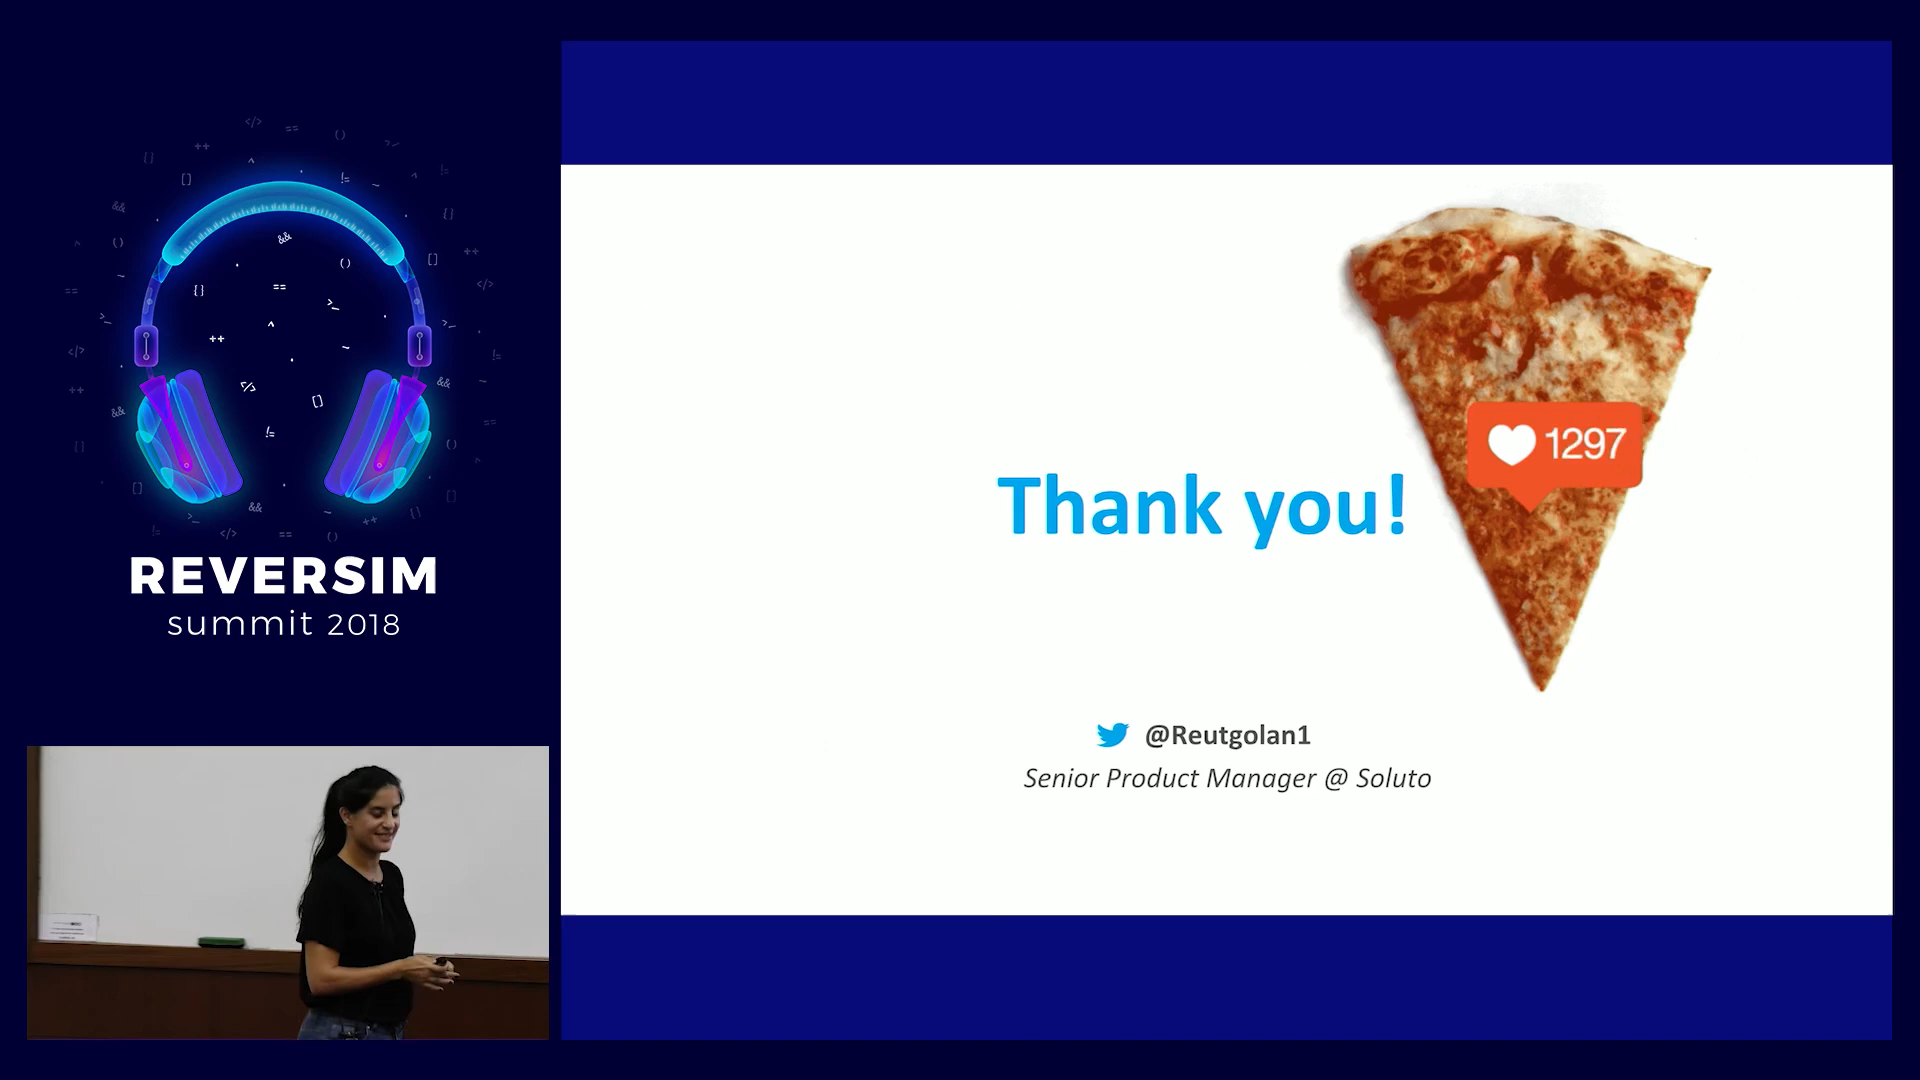 REVERSIM
summit 2018
1297
Thank you!
@Reutgolan1
Senior Product Manager @ Soluto